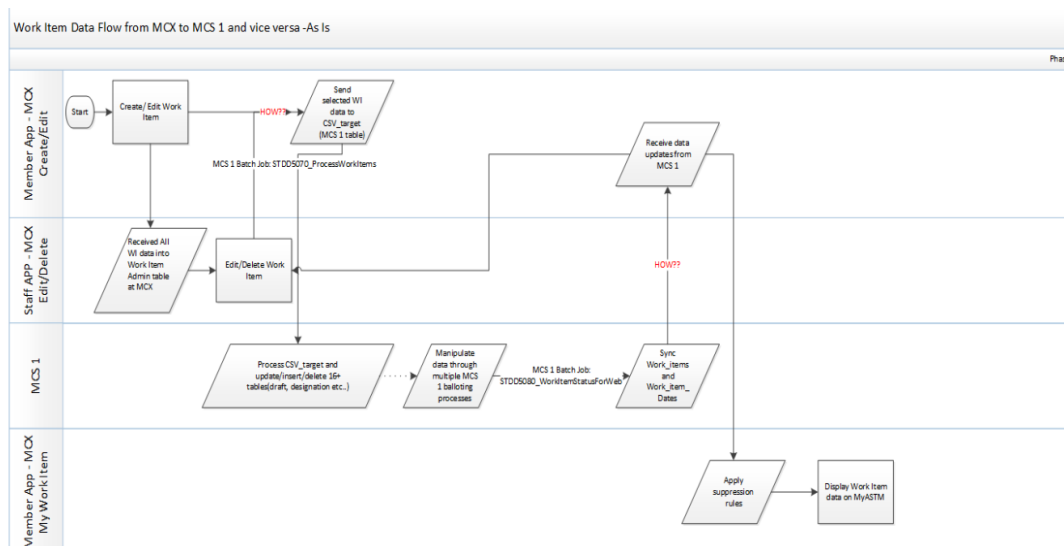 Work Item Data Flow from MCX to MCS 1 and vice versa -As Is
Phas
Member App - MCX
Create/Edit
Start
Create/ Edit Work
Item
HOW??
Send
selected WI
data to
CSV_target
(MCS 1 table)
MCS 1 Batch Job: STDD5070_ProcessWorkItems
Receive data
updates from
MCS 1
Staff APP - MCX
Edit/Delete
Received All
WI data into
Work Item
Admin table
at MCX
Edit/Delete Work
Item
HOW??
MCS 1
Process CSV_target and
update/insert/delete 16+
tables(draft, designation etc..)
Manipulate
data through
multiple MCS
1 balloting
processes
MCS 1 Batch Job:
STDD5080_WorkItemStatusForWeb
Sync
Work_items
and
Work_item_
Dates
Member App - MCX
My Work Item
Apply
suppression
rules
Display Work Item
data on MyASTM